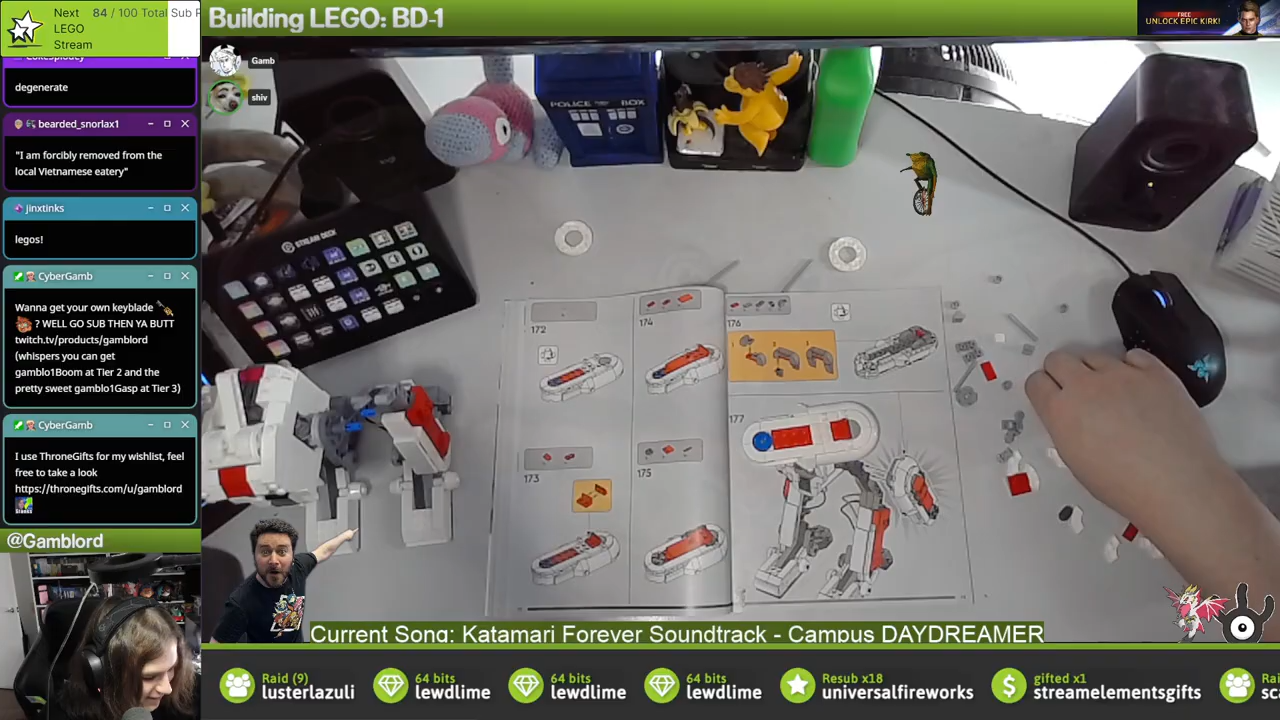 Next
LEGO
Stream
84 / 100 Total Sub
Building LEGO: BD-1
FREE
UNLOCK EPIC KIRK!
Gamb
shiv
degenerate
bearded_snorlax1
"I am forcibly removed from the
local Vietnamese eatery"
jinxtinks
legos!
CyberGamb
Wanna get your own keyblade
? WELL GO SUB THEN YA BUTT
twitch.tv/products/gamblord
(whispers you can get
gamblo1Boom at Tier 2 and the
pretty sweet gamblo1Gasp at Tier 3)
CyberGamb
I use ThroneGifts for my wishlist, feel
free to take a look
https://thronegifts.com/u/gamblord
@Gamblord
POLICE BOX
STREAM DECK
172
173
174
175
176
177
Current Song: Katamari Forever Soundtrack - Campus DAYDREAMER
Raid (9)
lusterlazuli
64 bits
lewdlime
64 bits
lewdlime
64 bits
lewdlime
Resub x18
universalfireworks
gifted x1
streamelementsgifts